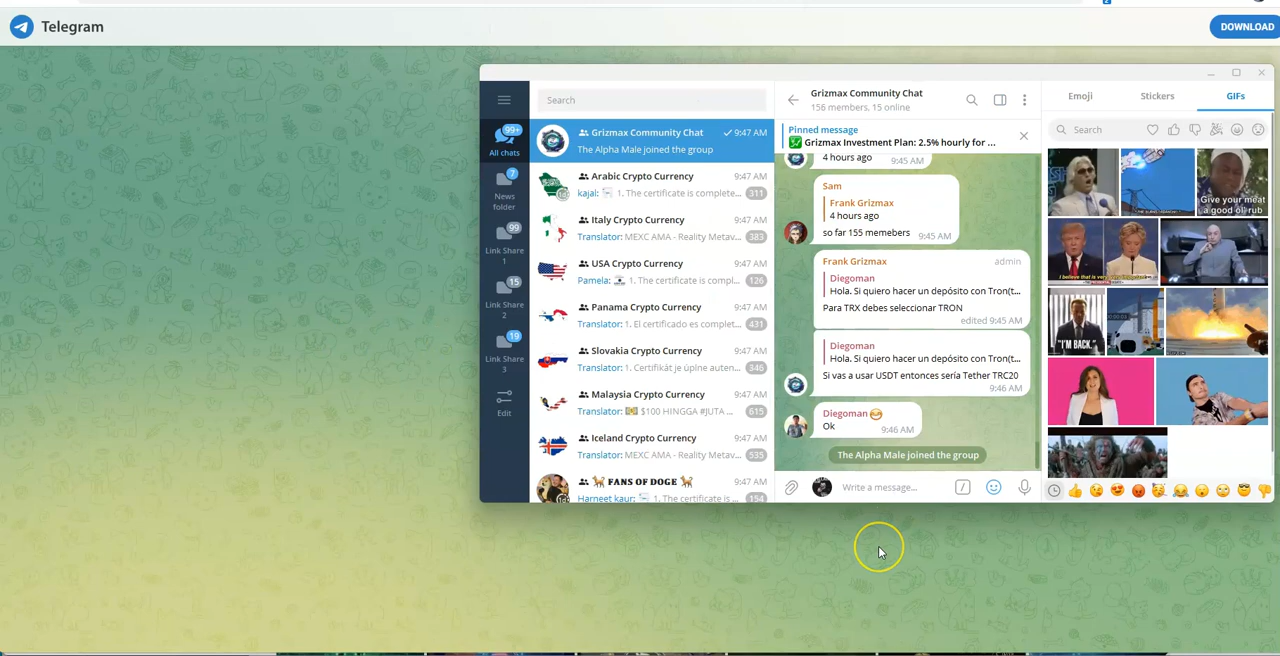 Telegram
DOWNLOAD
99+
All chats
7
News
folder
99
Link Share
1
15
Link Share
2
19
Link Share
3
Edit
Search
Grizmax Community Chat
9:47 AM
The Alpha Male joined the group
Arabic Crypto Currency
9:47 AM
kajal: 1. The certificate is complete...
311
Italy Crypto Currency
9:47 AM
Translator: MEXC AMA - Reality Metav...
383
USA Crypto Currency
9:47 AM
Pamela: 1. The certificate is compl...
126
Panama Crypto Currency
9:47 AM
Translator: 1. El certificado es complet...
431
Slovakia Crypto Currency
9:47 AM
Translator: 1. Certifikát je úplne auten...
346
Malaysia Crypto Currency
9:47 AM
Translator: 💵 $100 HINGGA #JUTA ...
615
Iceland Crypto Currency
9:47 AM
Translator: MEXC AMA - Reality Metav...
535
🐕 FANS OF DOGE 🐕
9:47 AM
Harneet kaur: 1. The certificate is ...
154
Grizmax Community Chat
156 members, 15 online
Pinned message
💹 Grizmax Investment Plan: 2.5% hourly for ...
4 hours ago
9:45 AM
Sam
Frank Grizmax
4 hours ago
so far 155 memebers
9:45 AM
Frank Grizmax
admin
Diegoman
Hola. Si quiero hacer un depósito con Tron(t...
Para TRX debes seleccionar TRON
edited 9:45 AM
Diegoman
Hola. Si quiero hacer un depósito con Tron(t...
Si vas a usar USDT entonces sería Tether TRC20
9:46 AM
Diegoman 😂
Ok
9:46 AM
The Alpha Male joined the group
Write a message...
Emoji
Stickers
GIFs
Search
Give your meat
a good ol' rub
"I'M BACK."